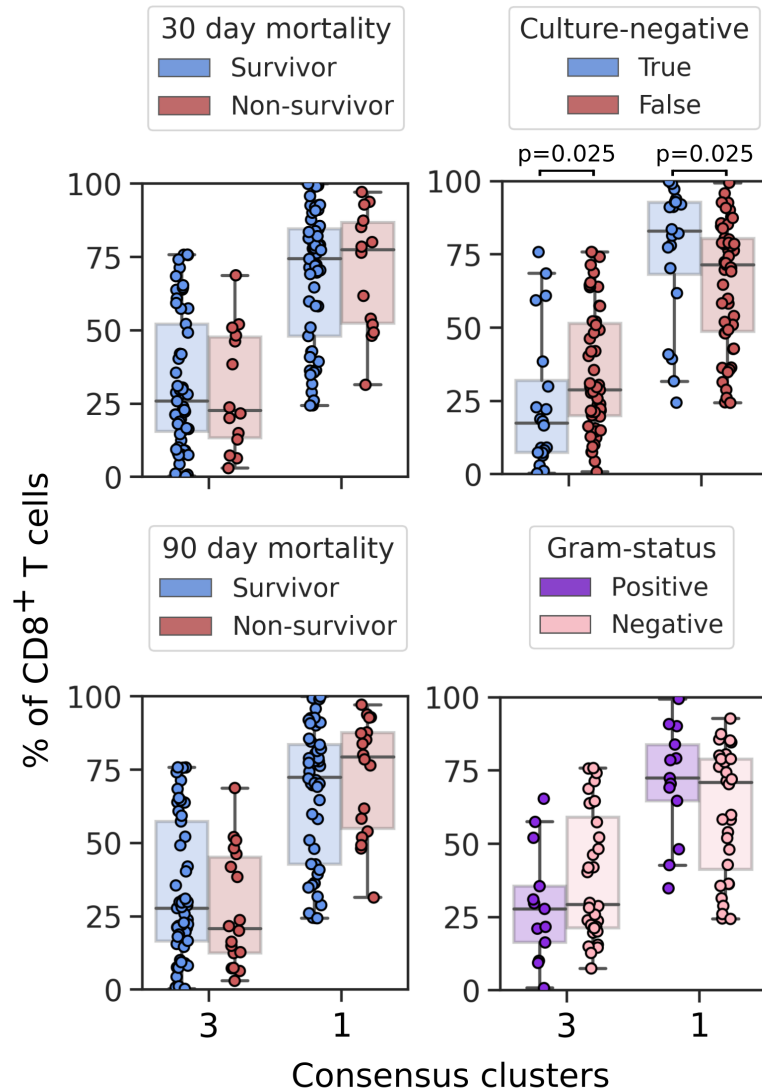 30 day mortality
Survivor
Non-survivor
Culture-negative
True
False
p=0.025
p=0.025
100
75
50
25
0
3
1
100
75
50
25
0
% of CD8⁺ T cells
90 day mortality
Survivor
Non-survivor
Gram-status
Positive
Negative
100
75
50
25
0
3
1
100
75
50
25
0
3
1
Consensus clusters